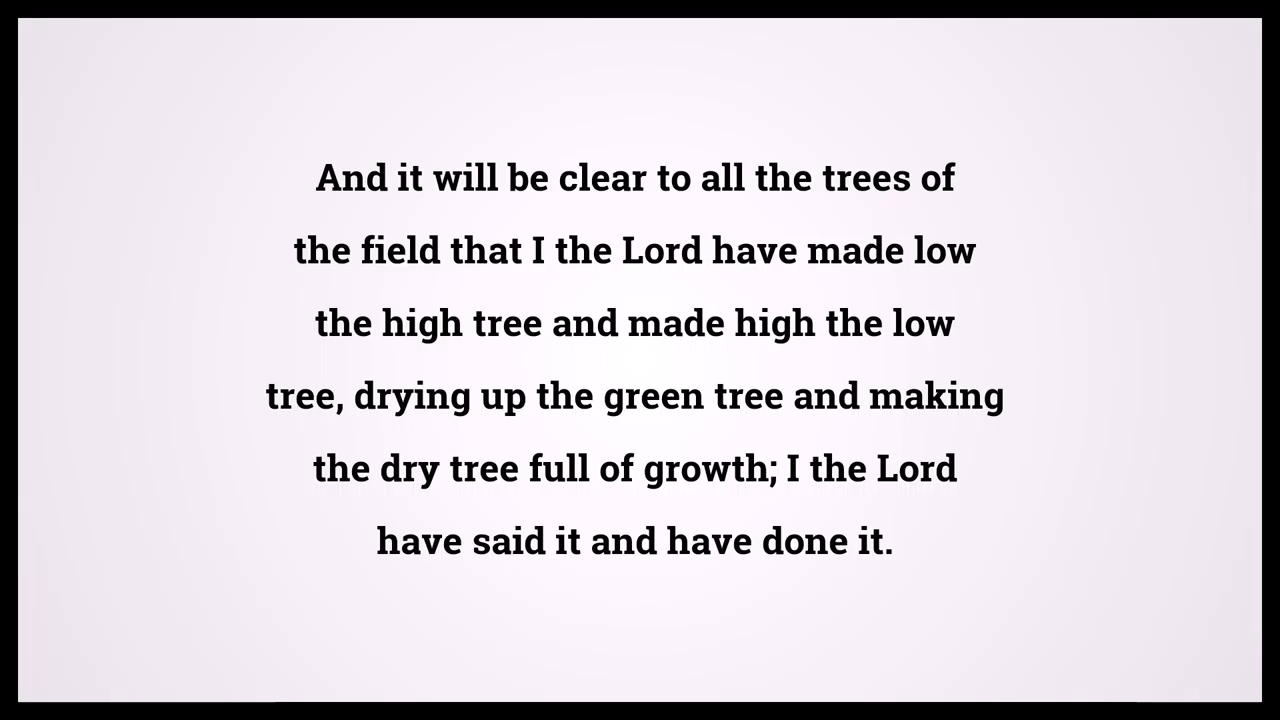 And it will be clear to all the trees of
the field that I the Lord have made low
the high tree and made high the low
tree, drying up the green tree and making
the dry tree full of growth; I the Lord
have said it and have done it.